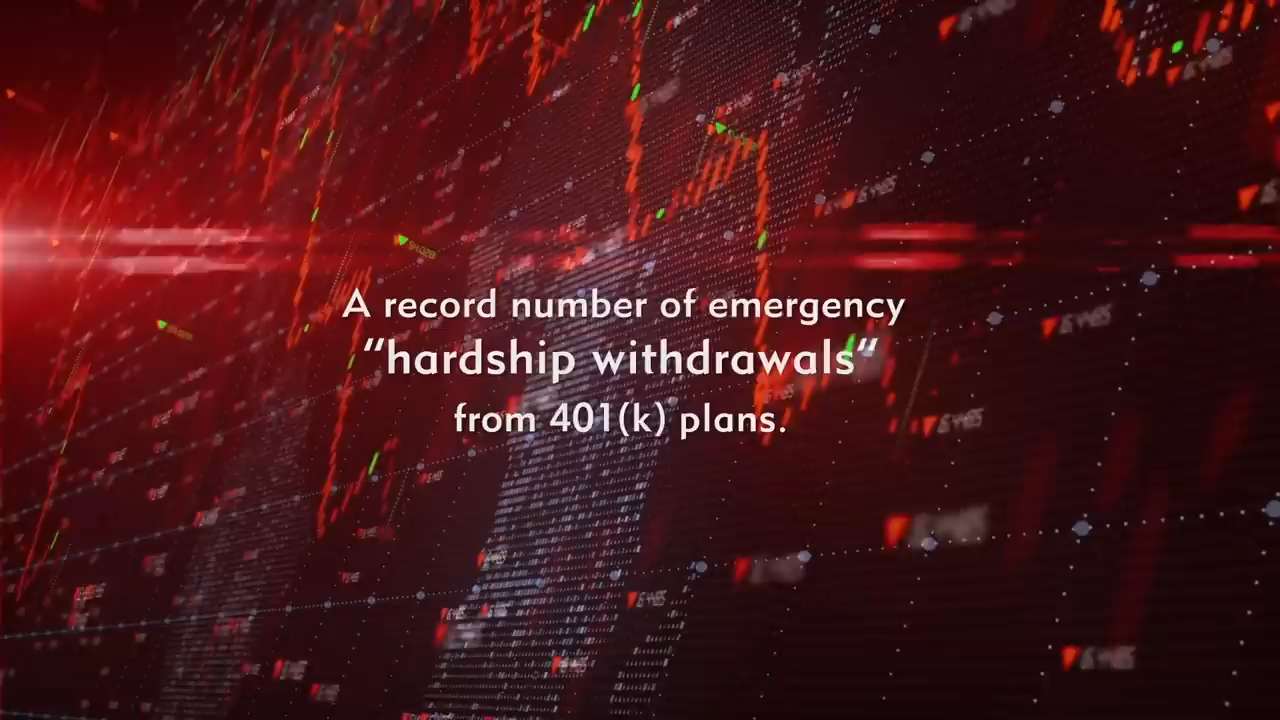 A record number of emergency
“hardship withdrawals“
from 401(k) plans.